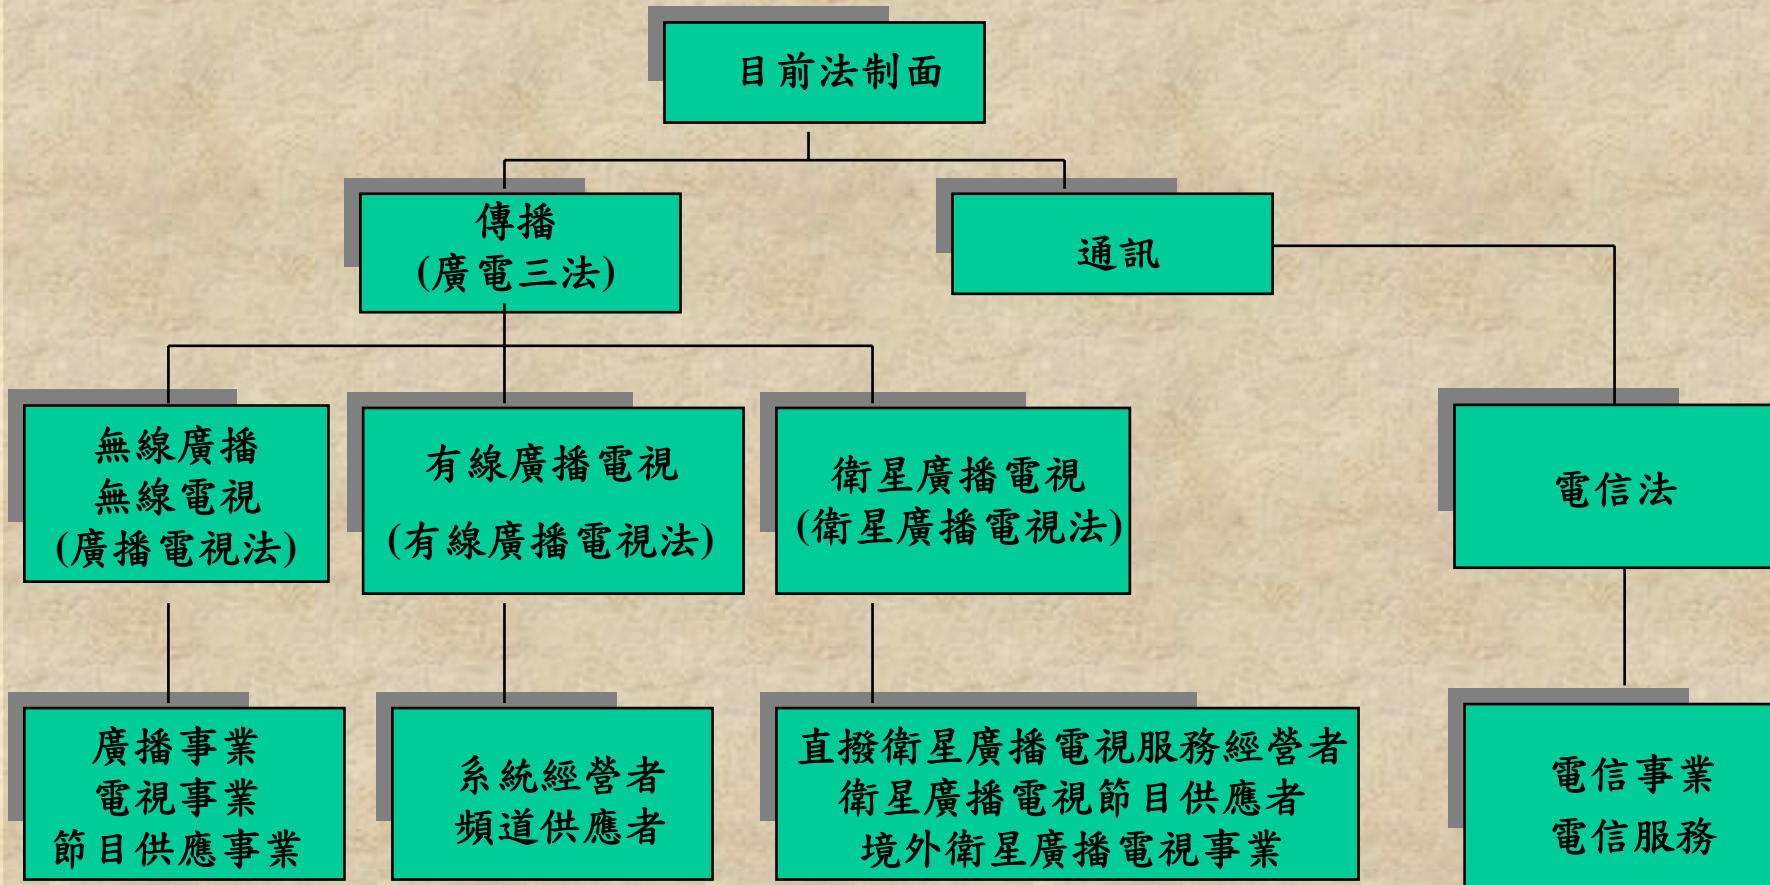 目前法制面
傳播
(廣電三法)
通訊
無線廣播
無線電視
(廣播電視法)
有線廣播電視
(有線廣播電視法)
衛星廣播電視
(衛星廣播電視法)
電信法
廣播事業
電視事業
節目供應事業
系統經營者
頻道供應者
直撥衛星廣播電視服務經營者
衛星廣播電視節目供應者
境外衛星廣播電視事業
電信事業
電信服務